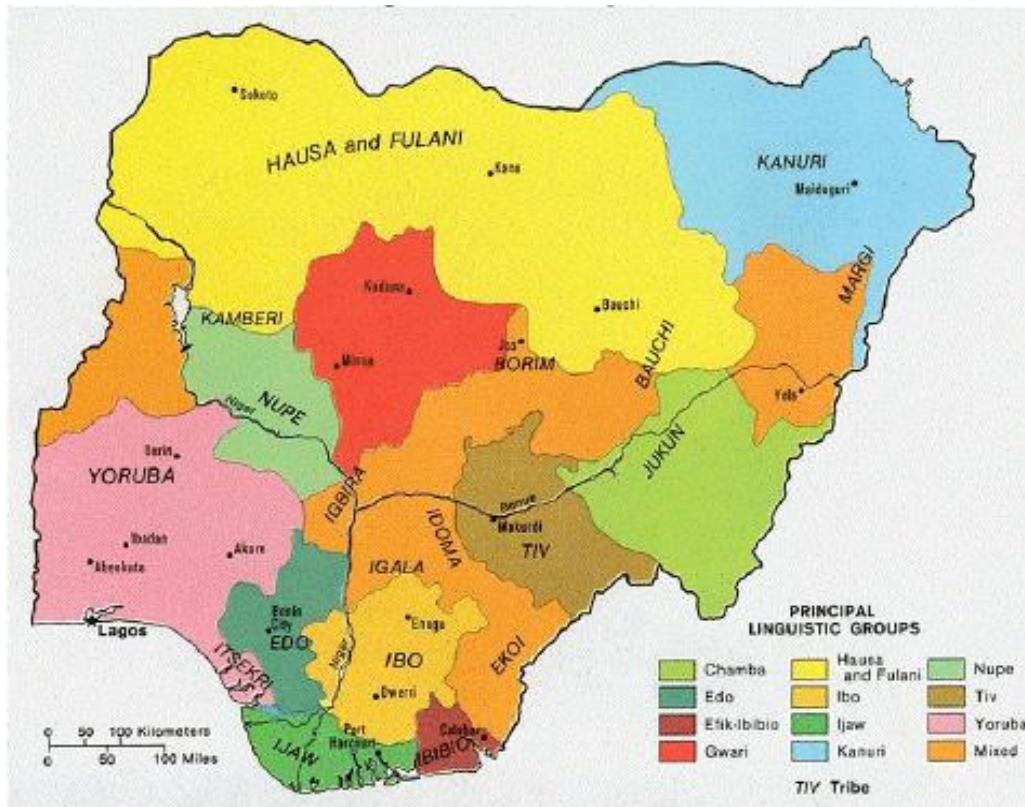 Sokoto
HAUSA and FULANI
Kano
KANURI
Maiduguri
MARGI
Kaduna
Bauchi
KAMBERI
Jos
BORIM
BAUCHI
Minna
Yola
NUPE
Niger
Ilorin
YORUBA
JUKUN
IGBIRA
Benue
Makurdi
IDOMA
TIV
Ibadan
Akure
Abeokuta
IGALA
Lagos
Benin
City
EDO
Enugu
IBO
Niger
EKOI
ITSEKRI
Owerri
Port
Harcourt
Calabar
IJAW
IBIBIO
0 50 100 Kilometers
0 50 100 Miles
PRINCIPAL
LINGUISTIC GROUPS
Chamba
Edo
Efik-Ibibio
Gwari
Hausa
and Fulani
Ibo
Ijaw
Kanuri
Nupe
Tiv
Yoruba
Mixed
TIV Tribe